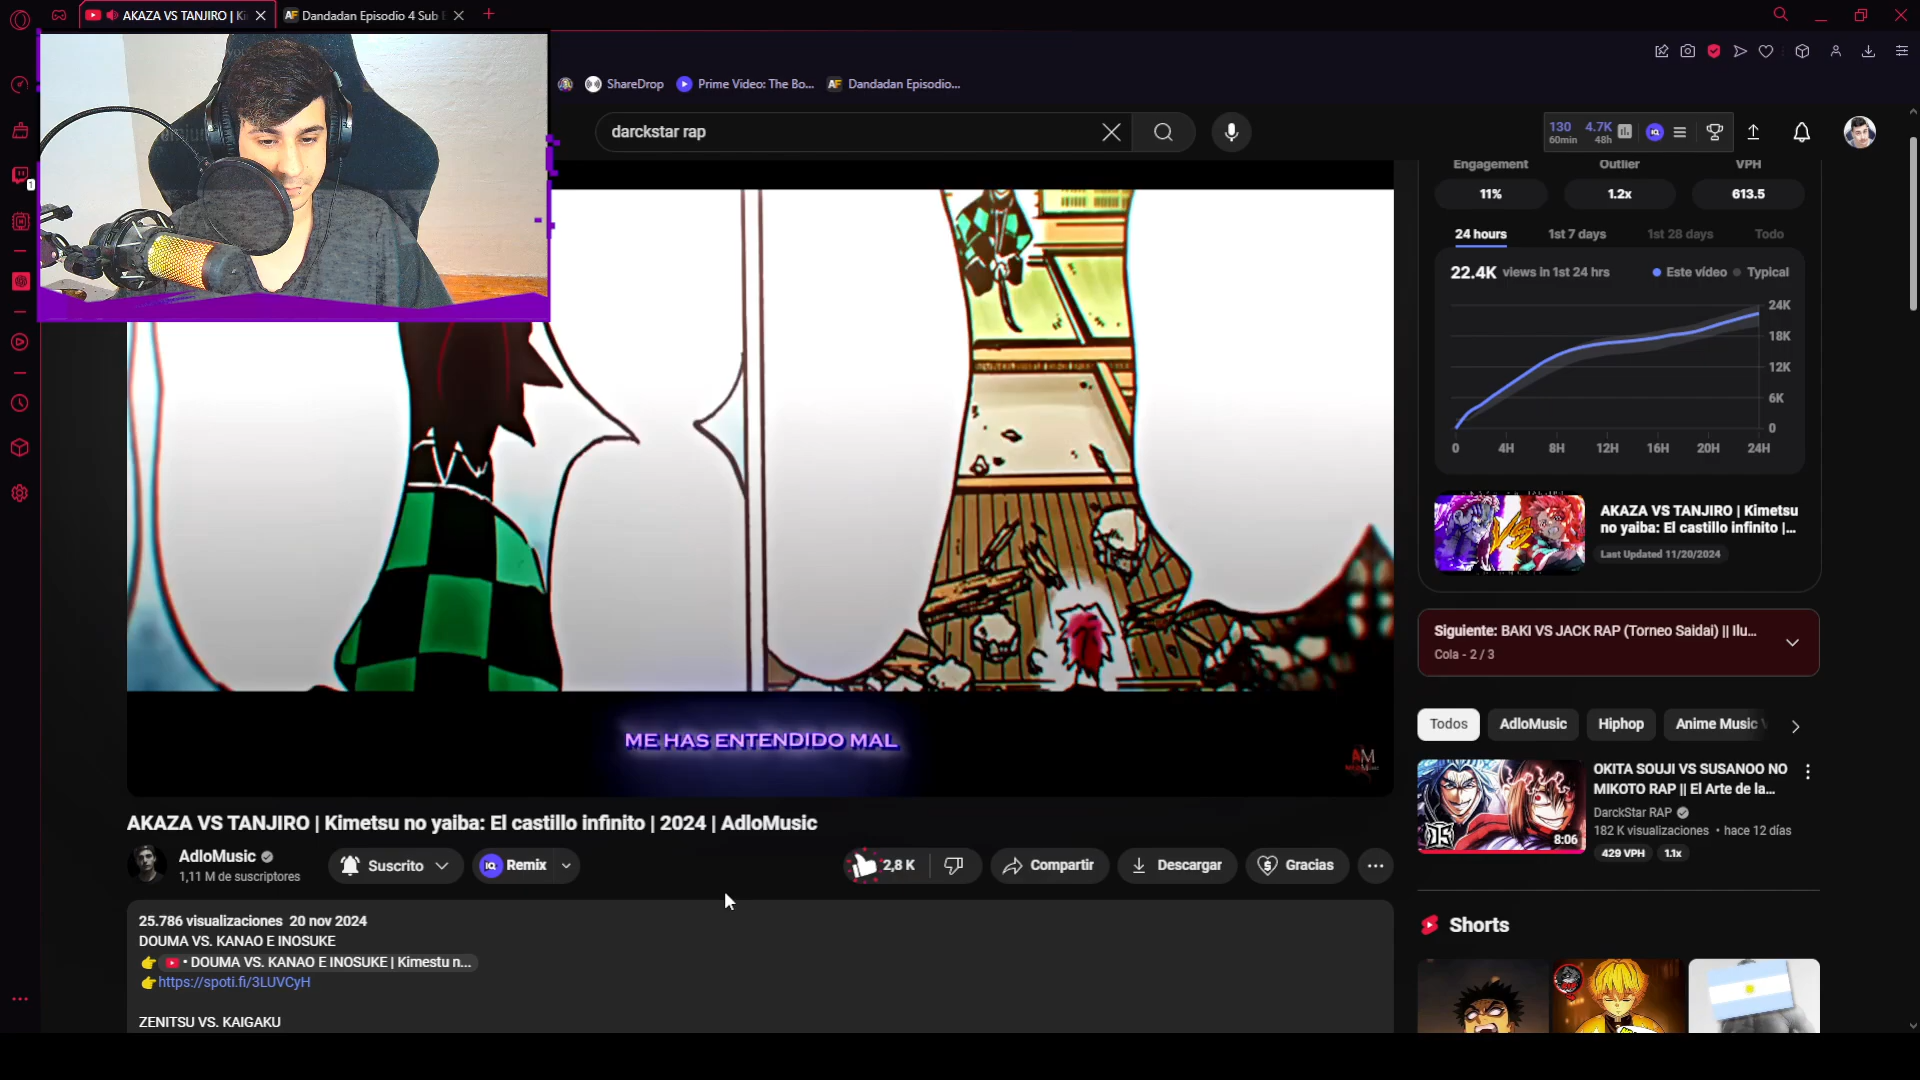 AKAZA VS TANJIRO | Ki
Dandadan Episodio 4 Sub
1
ShareDrop
Prime Video: The Bo...
AF
Dandadan Episodio...
darckstar rap
130
60min
4.7K
48h
Engagement
Outlier
VPH
11%
1.2x
613.5
24 hours
1st 7 days
1st 28 days
Todo
22.4K views in 1st 24 hrs
Este vídeo
Typical
24K
18K
12K
6K
0
0
4H
8H
12H
16H
20H
24H
AKAZA VS TANJIRO | Kimetsu
no yaiba: El castillo infinito |...
Last Updated 11/20/2024
Siguiente: BAKI VS JACK RAP (Torneo Saidai) || Ilu...
Cola - 2 / 3
Todos
AdloMusic
Hiphop
Anime Music
OKITA SOUJI VS SUSANOO NO
MIKOTO RAP || El Arte de la...
DarckStar RAP
182 K visualizaciones • hace 12 días
429 VPH
1.1x
8:06
DS
VS
Shorts
ME HAS ENTENDIDO MAL
AM
AKAZA VS TANJIRO | Kimetsu no yaiba: El castillo infinito | 2024 | AdloMusic
AdloMusic
1,11 M de suscriptores
Suscrito
Remix
2,8 K
Compartir
Descargar
Gracias
25.786 visualizaciones 20 nov 2024
DOUMA VS. KANAO E INOSUKE
👉 • DOUMA VS. KANAO E INOSUKE | Kimestu n...
👉https://spoti.fi/3LUVCyH
ZENITSU VS. KAIGAKU